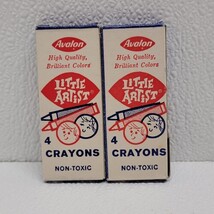 Avalon
High Quality,
Brilliant Colors
LITTLE
ARTIST
4
CRAYONS
NON-TOXIC
Avalon
High Quality,
Brilliant Colors
LITTLE
ARTIST
4
CRAYONS
NON-TOXIC